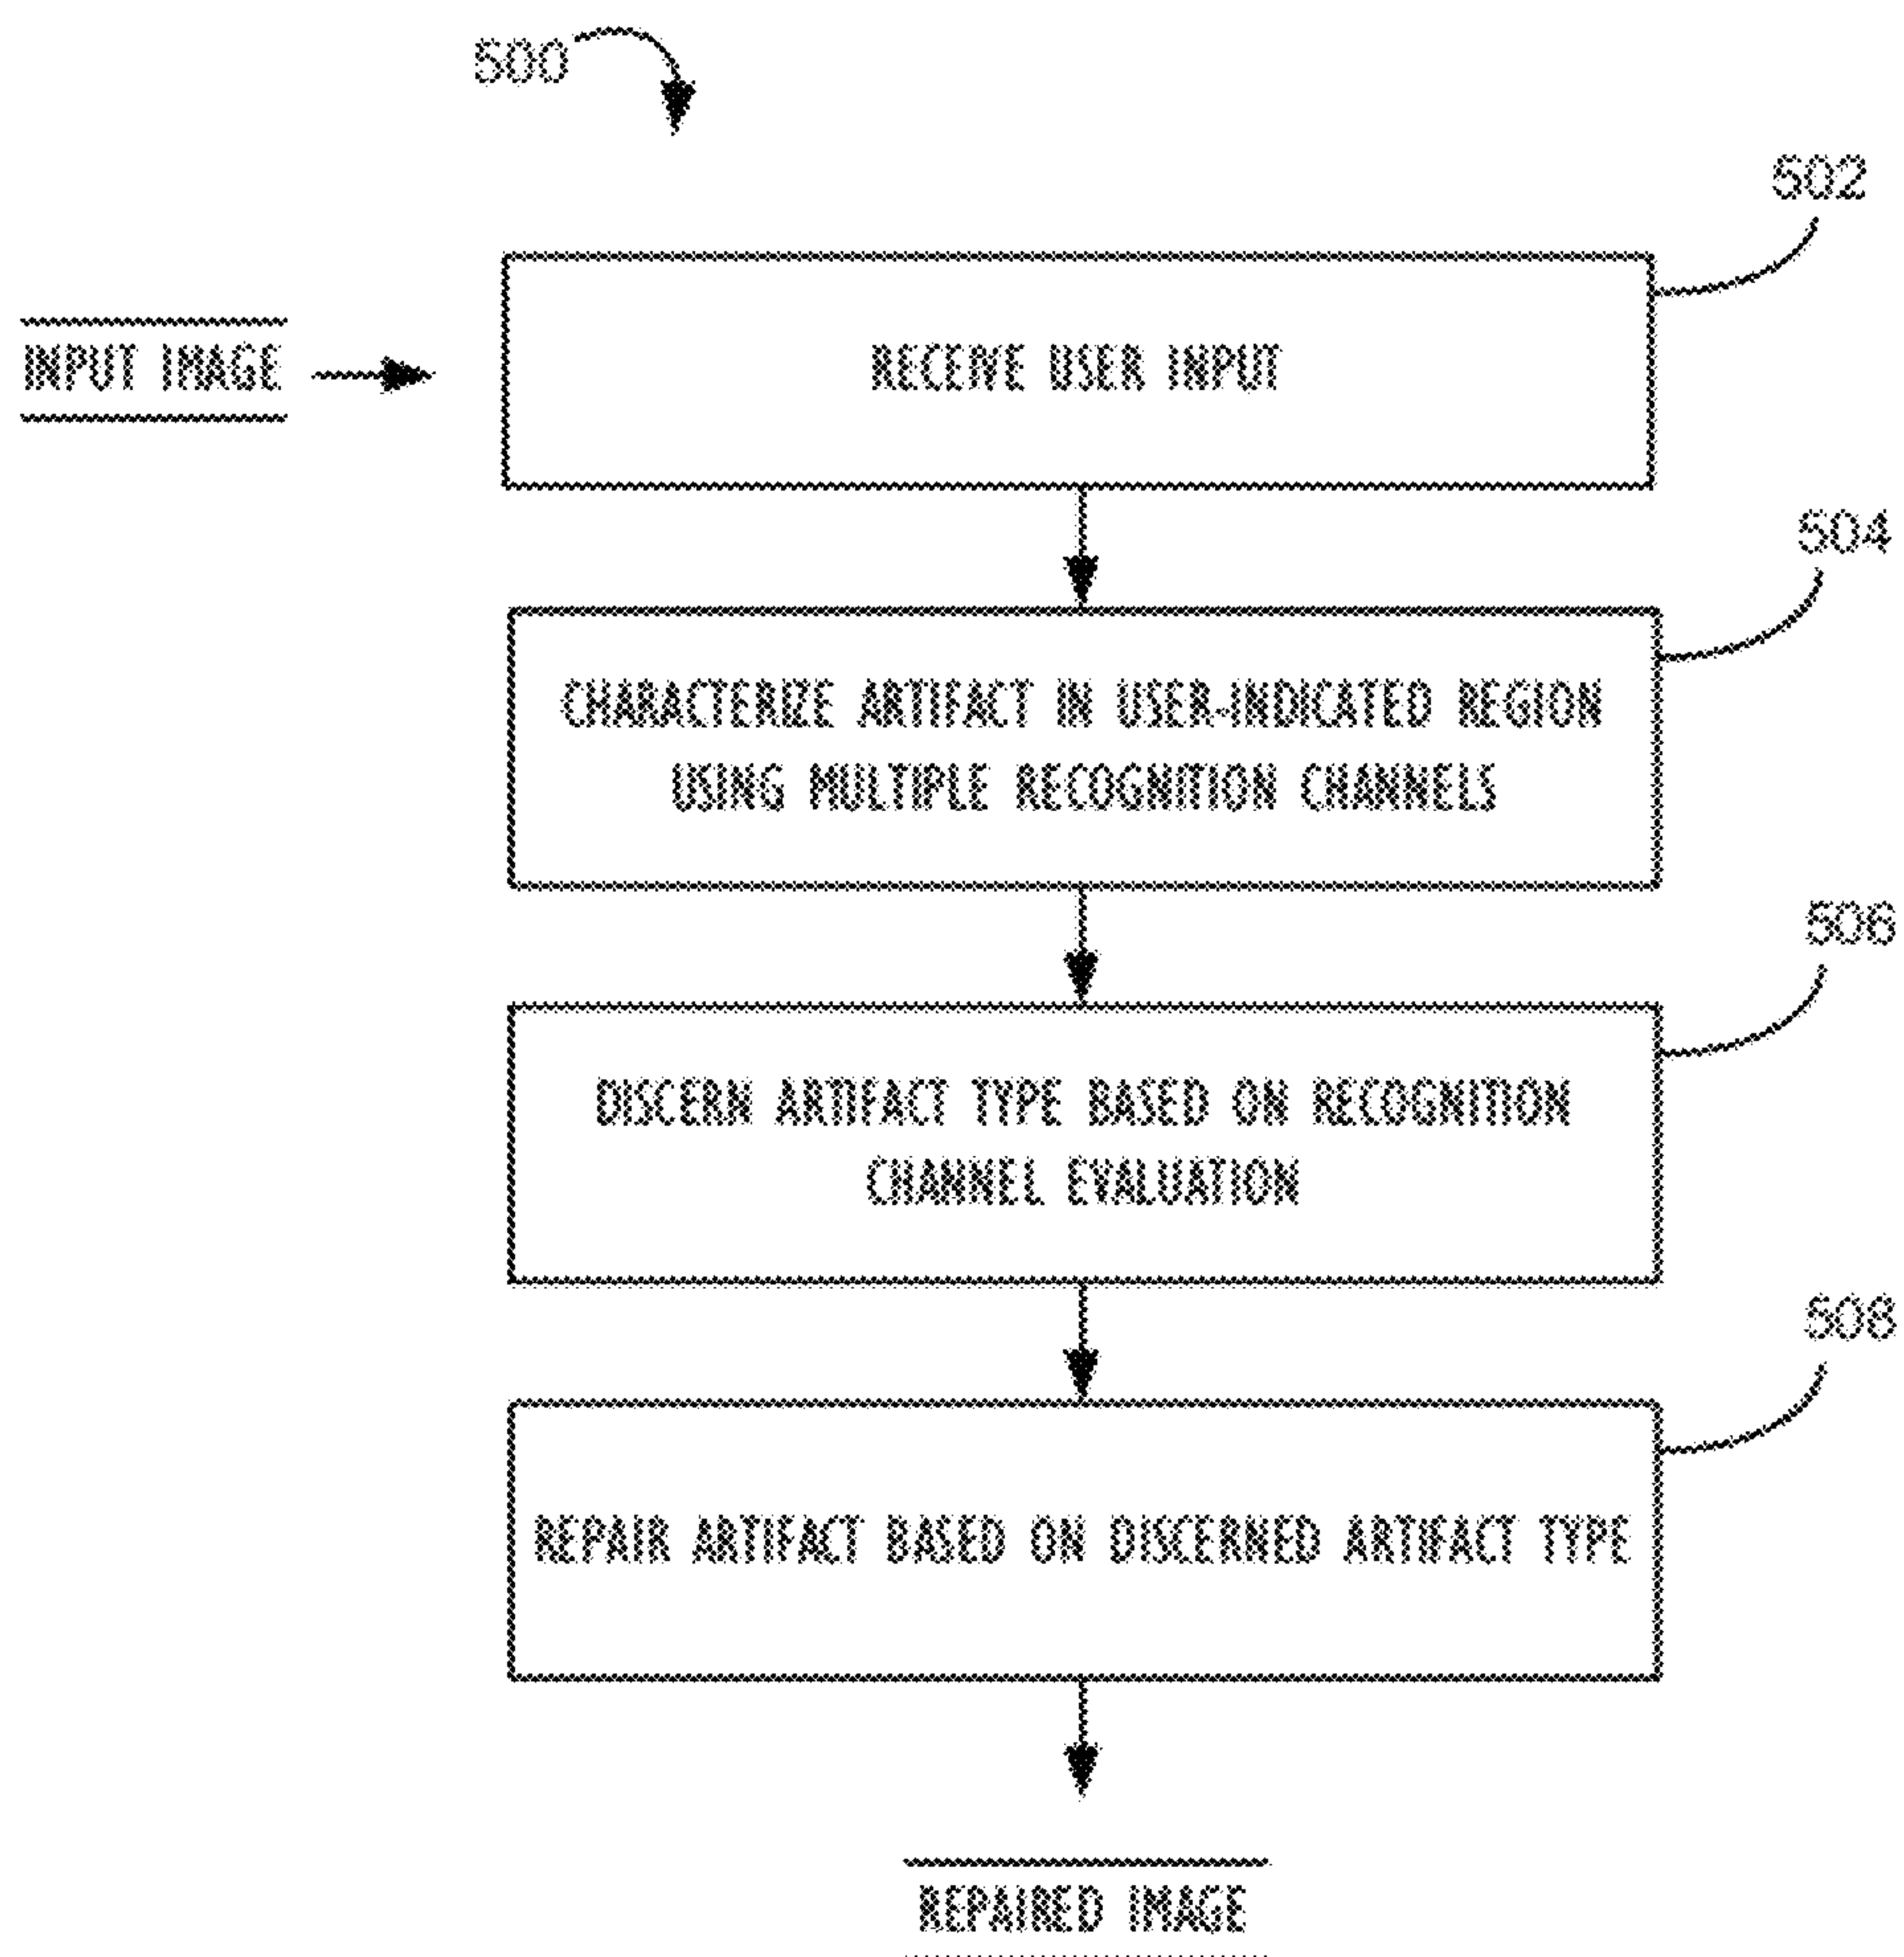 500
502
INPUT IMAGE
RECEIVE USER INPUT
504
CHARACTERIZE ARTIFACT IN USER-INDICATED REGION
USING MULTIPLE RECOGNITION CHANNELS
506
DISCERN ARTIFACT TYPE BASED ON RECOGNITION
CHANNEL EVALUATION
508
REPAIR ARTIFACT BASED ON DISCERNED ARTIFACT TYPE
REPAIRED IMAGE